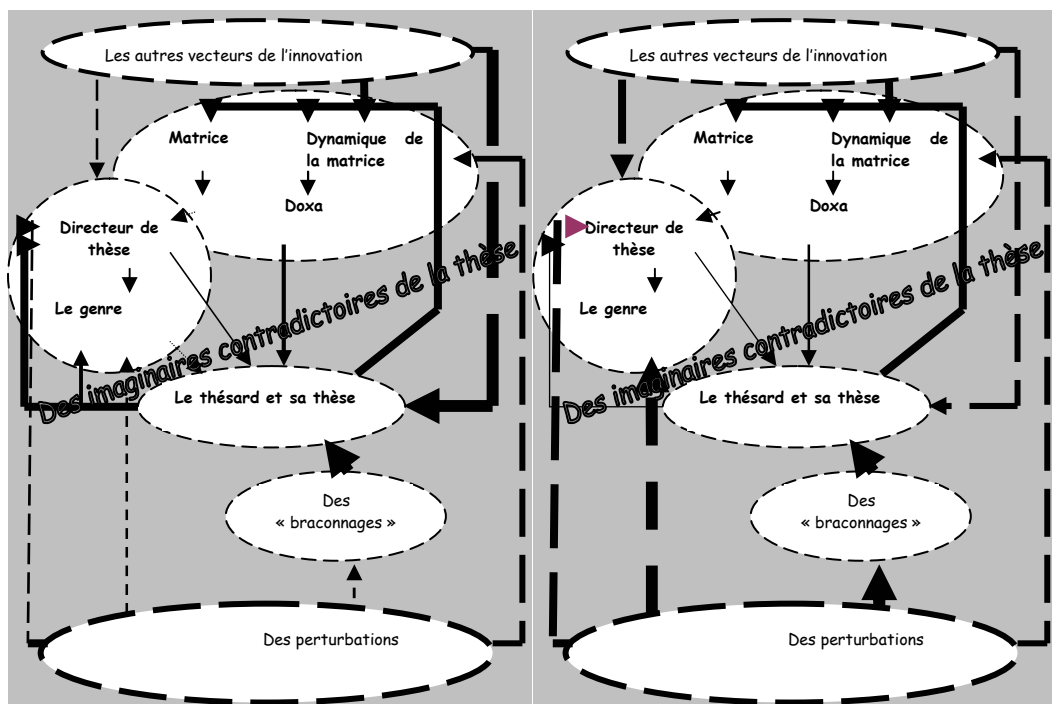 Les autres vecteurs de l'innovation
Matrice
Dynamique de
la matrice
Doxa
Directeur de
thèse
Le genre
Des imaginaires contradictoires de la thèse
Le thésard et sa thèse
Des
« braconnages »
Des perturbations
Les autres vecteurs de l'innovation
Matrice
Dynamique de
la matrice
Doxa
Directeur de
thèse
Le genre
Des imaginaires contradictoires de la thèse
Le thésard et sa thèse
Des
« braconnages »
Des perturbations